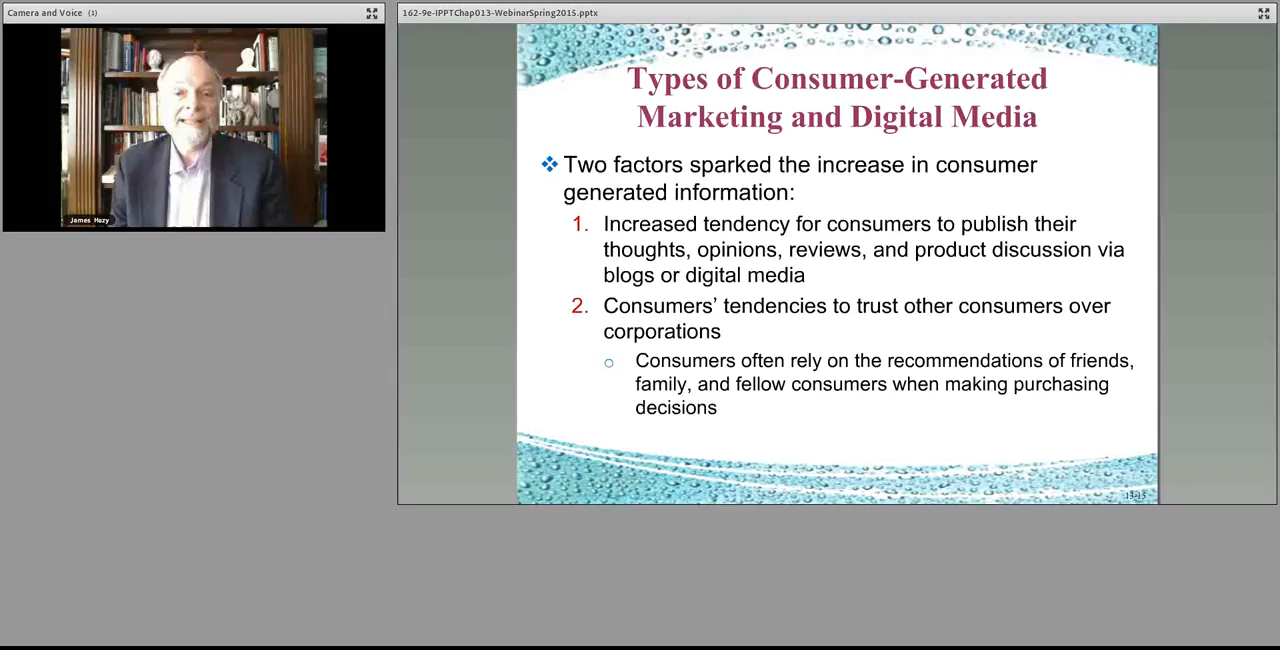 Camera and Voice (1)
James Hazy
162-9e-IPPTChap013-WebinarSpring2015.pptx
Types of Consumer-Generated
Marketing and Digital Media
Two factors sparked the increase in consumer
generated information:
1. Increased tendency for consumers to publish their
thoughts, opinions, reviews, and product discussion via
blogs or digital media
2. Consumers’ tendencies to trust other consumers over
corporations
Consumers often rely on the recommendations of friends,
family, and fellow consumers when making purchasing
decisions
13-15